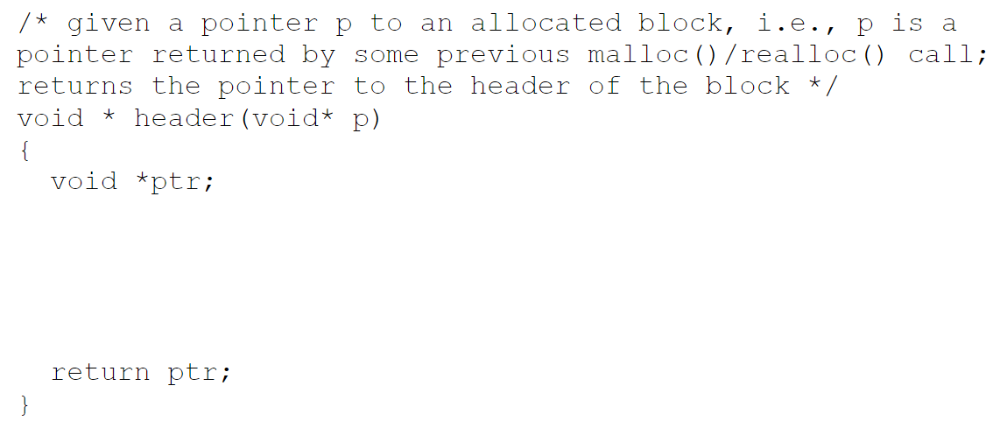 /* given a pointer p to an allocated block, i.e., p is a
pointer returned by some previous malloc()/realloc() call;
returns the pointer to the header of the block */
void * header(void* p)
{
  void *ptr;
  return ptr;
}